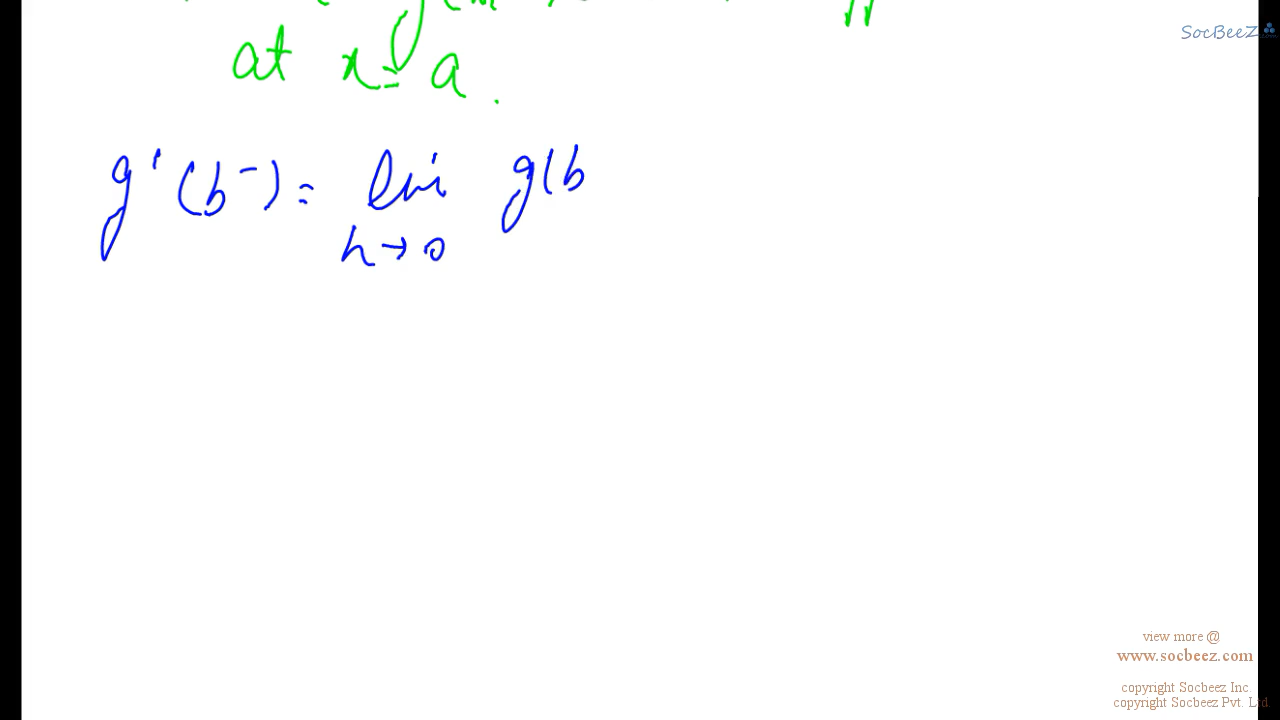 SocBeeZ
at x = a.
g'(b⁻) = lim g(b
h→0
view more @
www.socbeez.com
copyright Socbeez Inc
copyright Socbeez Pvt. Ltd.